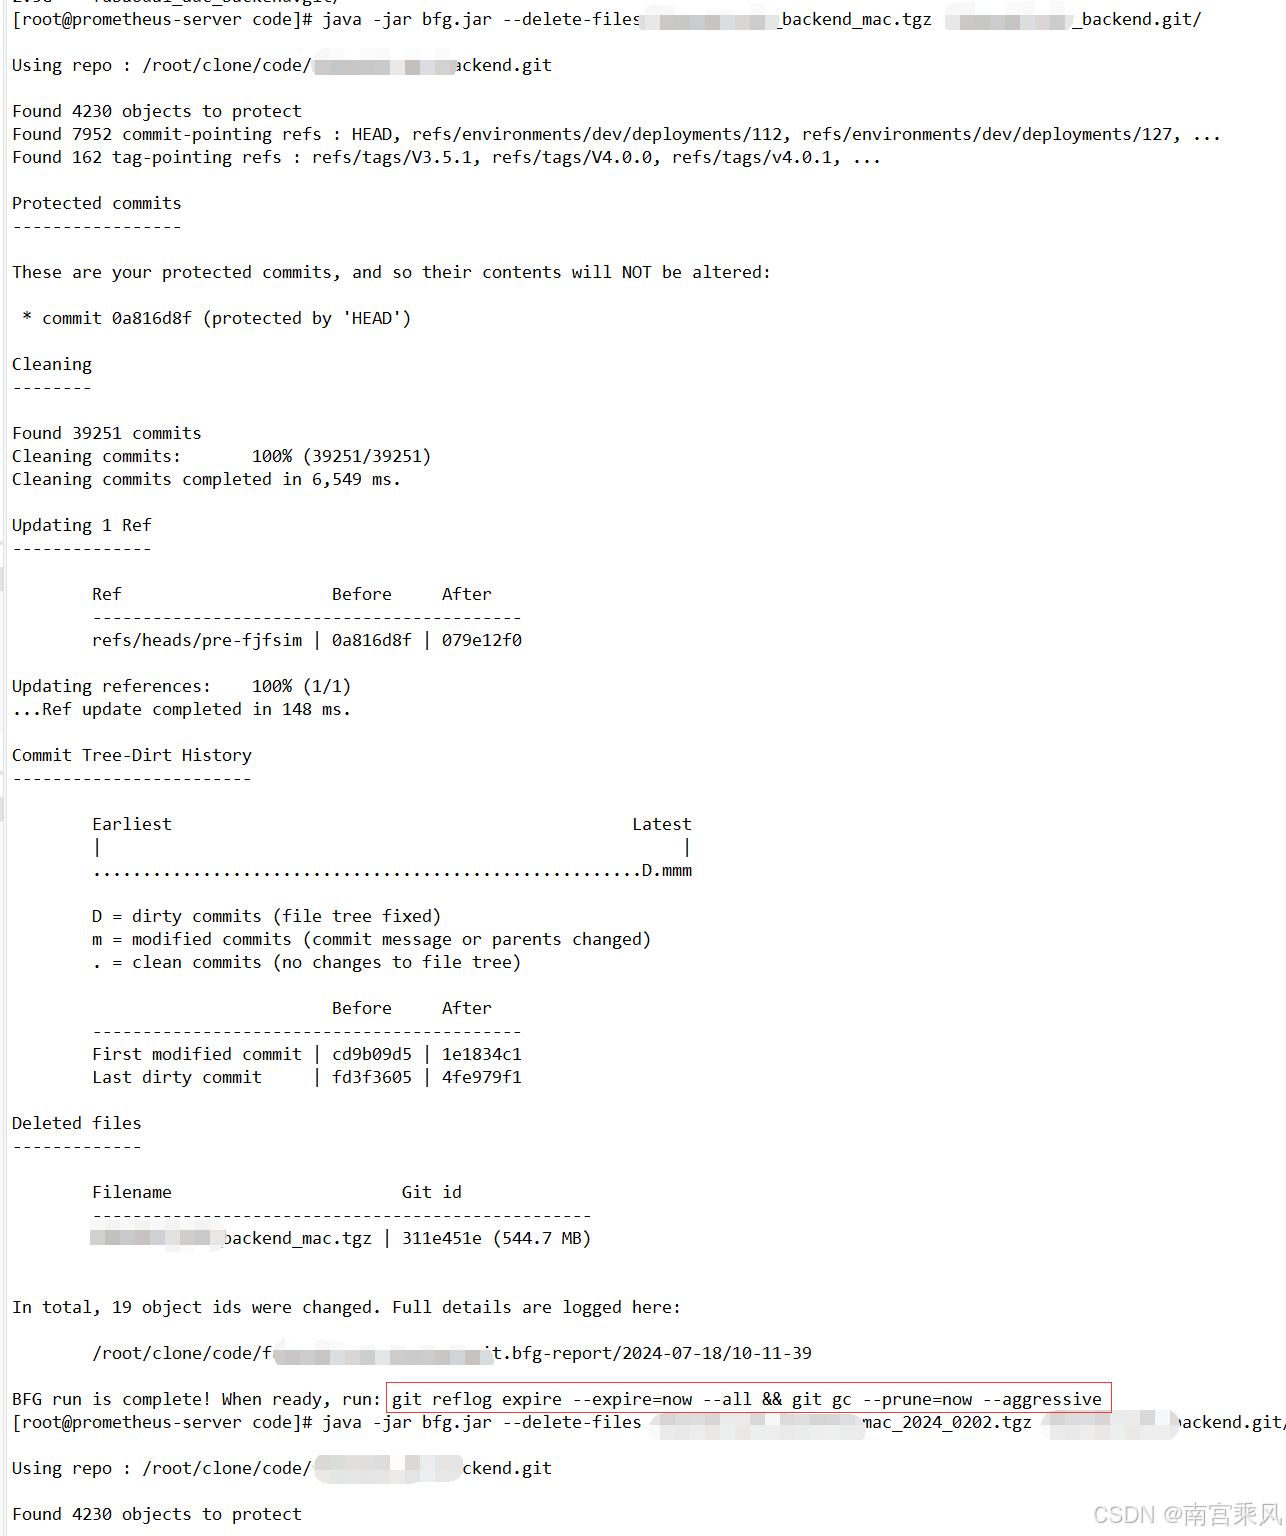 [root@prometheus-server code]# java -jar bfg.jar --delete-files _backend_mac.tgz _backend.git/
Using repo : /root/clone/code/ ackend.git
Found 4230 objects to protect
Found 7952 commit-pointing refs : HEAD, refs/environments/dev/deployments/112, refs/environments/dev/deployments/127, ...
Found 162 tag-pointing refs : refs/tags/V3.5.1, refs/tags/V4.0.0, refs/tags/v4.0.1, ...
Protected commits
-----------------
These are your protected commits, and so their contents will NOT be altered:
* commit 0a816d8f (protected by 'HEAD')
Cleaning
--------
Found 39251 commits
Cleaning commits: 100% (39251/39251)
Cleaning commits completed in 6,549 ms.
Updating 1 Ref
--------------
Ref Before After
-------------------------------------------
refs/heads/pre-fjfsim | 0a816d8f | 079e12f0
Updating references: 100% (1/1)
...Ref update completed in 148 ms.
Commit Tree-Dirt History
------------------------
Earliest Latest
| |
.......................................................D.mmm
D = dirty commits (file tree fixed)
m = modified commits (commit message or parents changed)
. = clean commits (no changes to file tree)
Before After
-------------------------------------------
First modified commit | cd9b09d5 | 1e1834c1
Last dirty commit | fd3f3605 | 4fe979f1
Deleted files
-------------
Filename Git id
--------------------------------------------------
backend_mac.tgz | 311e451e (544.7 MB)
In total, 19 object ids were changed. Full details are logged here:
/root/clone/code/f t.bfg-report/2024-07-18/10-11-39
BFG run is complete! When ready, run: git reflog expire --expire=now --all && git gc --prune=now --aggressive
[root@prometheus-server code]# java -jar bfg.jar --delete-files mac_2024_0202.tgz backend.git/
Using repo : /root/clone/code/ ckend.git
Found 4230 objects to protect
CSDN @南宫乘风